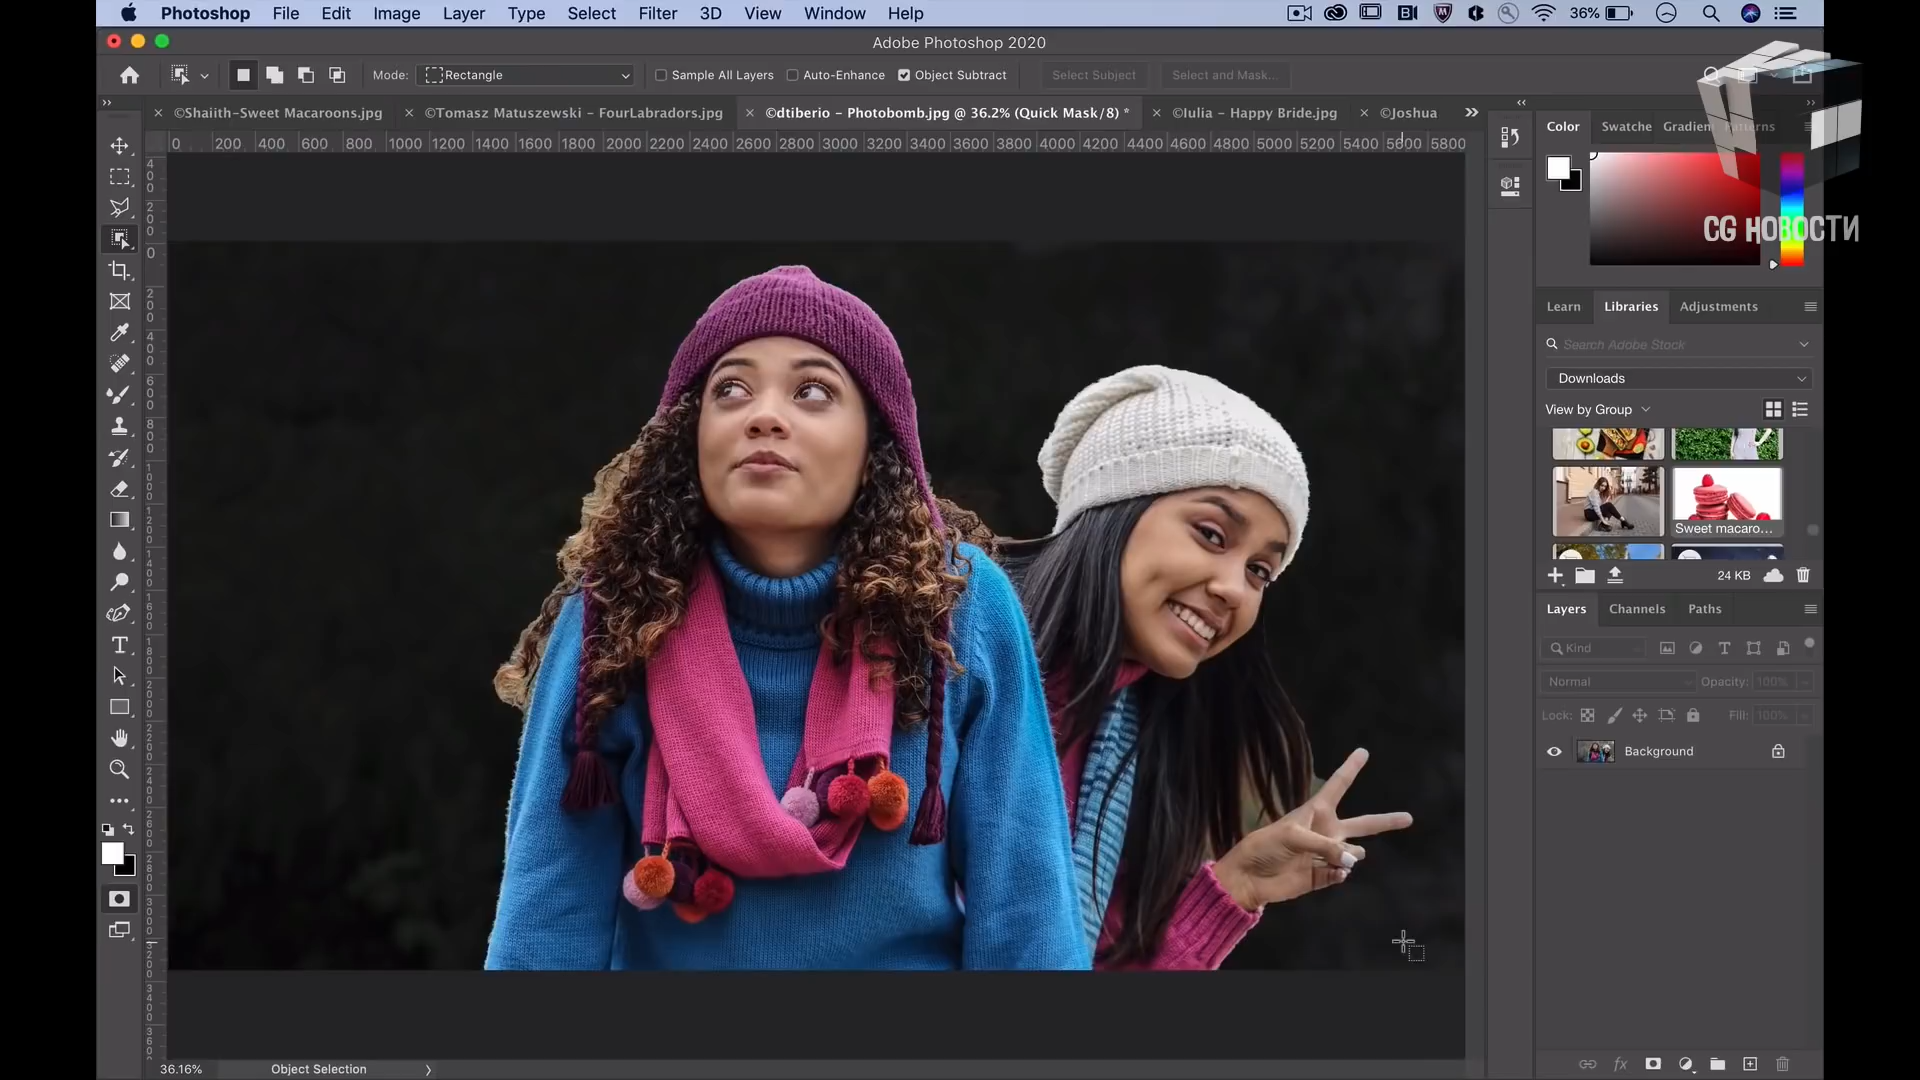 Photoshop File Edit Image Layer Type Select Filter 3D View Window Help 36%
Adobe Photoshop 2020
Mode: Rectangle Sample All Layers Auto-Enhance Object Subtract Select Subject Select and Mask...
©Shaiith-Sweet Macaroons.jpg ©Tomasz Matuszewski - FourLabradors.jpg ©dtiberio - Photobomb.jpg @ 36.2% (Quick Mask/8) * ©Iulia - Happy Bride.jpg ©Joshua
0 200 400 600 800 1000 1200 1400 1600 1800 2000 2200 2400 2600 2800 3000 3200 3400 3600 3800 4000 4200 4400 4600 4800 5000 5200 5400 5600 5800
Color Swatche Gradien Patterns
CG НОВОСТИ
Learn Libraries Adjustments
Search Adobe Stock
Downloads
View by Group
Sweet macaro...
24 KB
Layers Channels Paths
Kind
Normal Opacity: 100%
Lock: Fill: 100%
Background
36.16% Object Selection